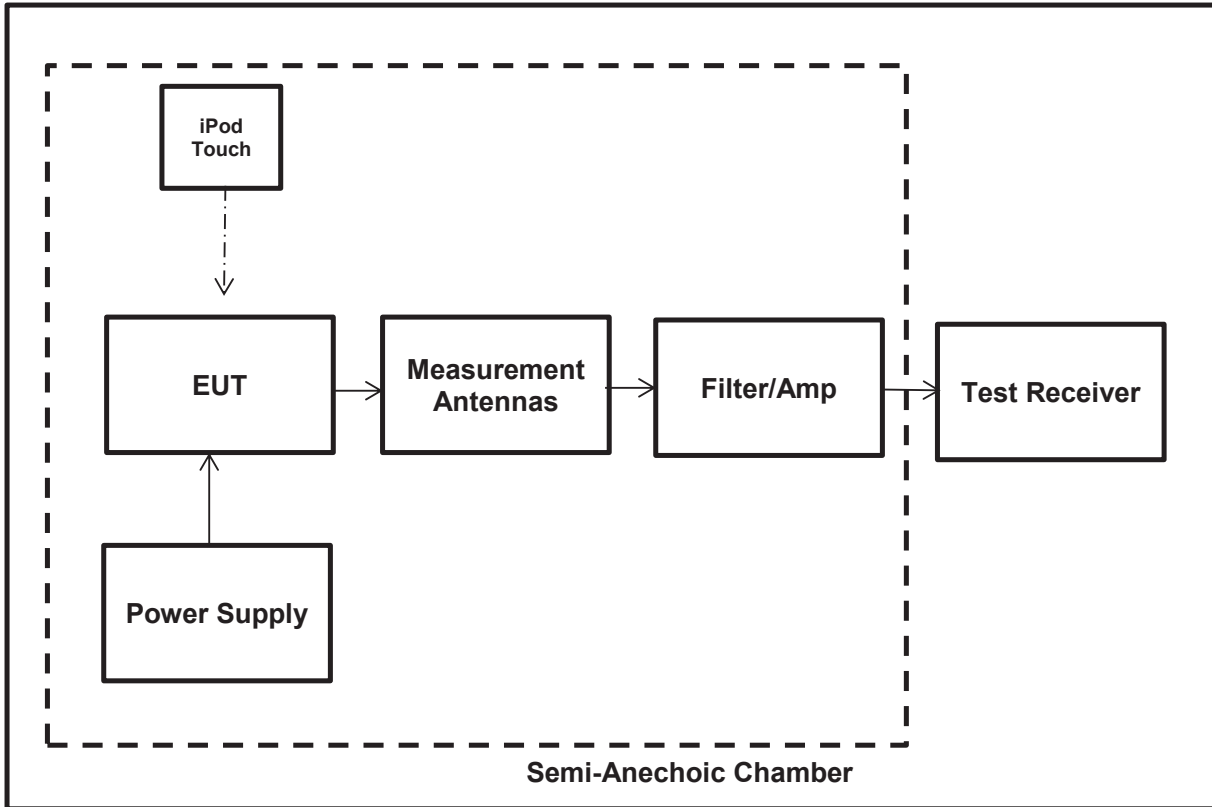 iPod
Touch
EUT
Measurement
Antennas
Filter/Amp
Test Receiver
Power Supply
Semi-Anechoic Chamber